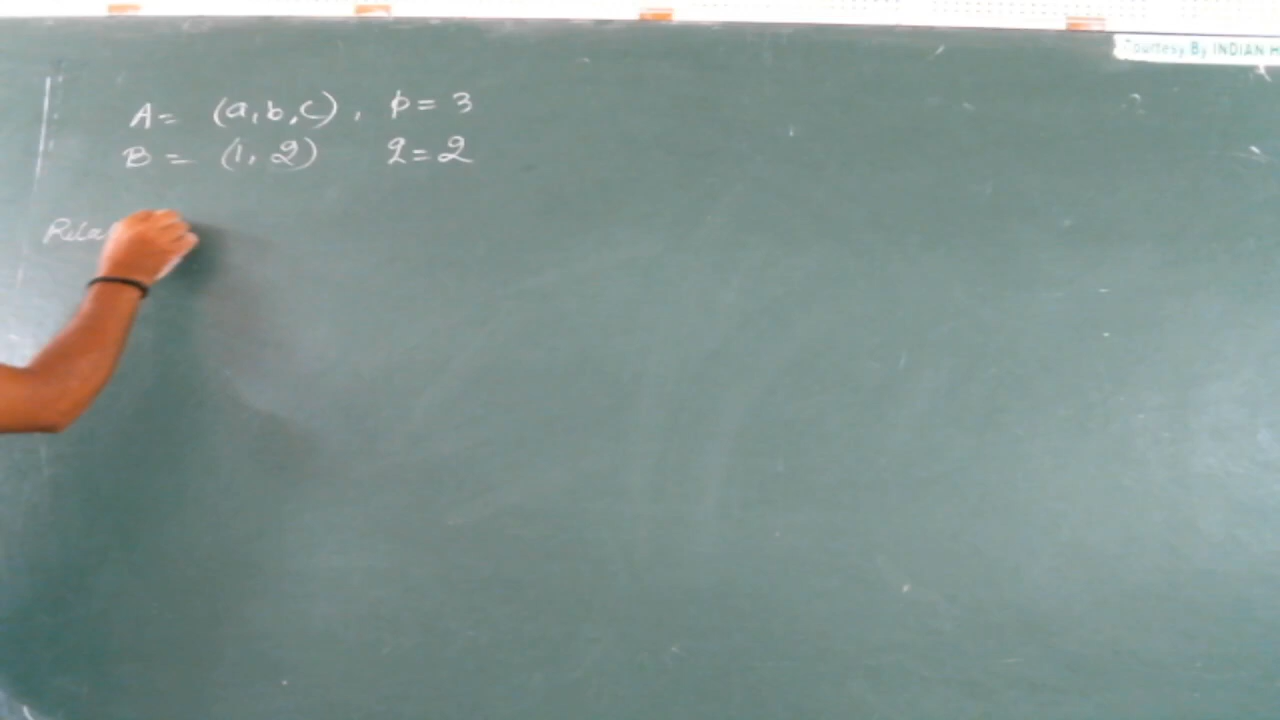 Courtesy By INDIAN H
A = (a, b, c), p = 3
B = (1, 2) q = 2
Rela